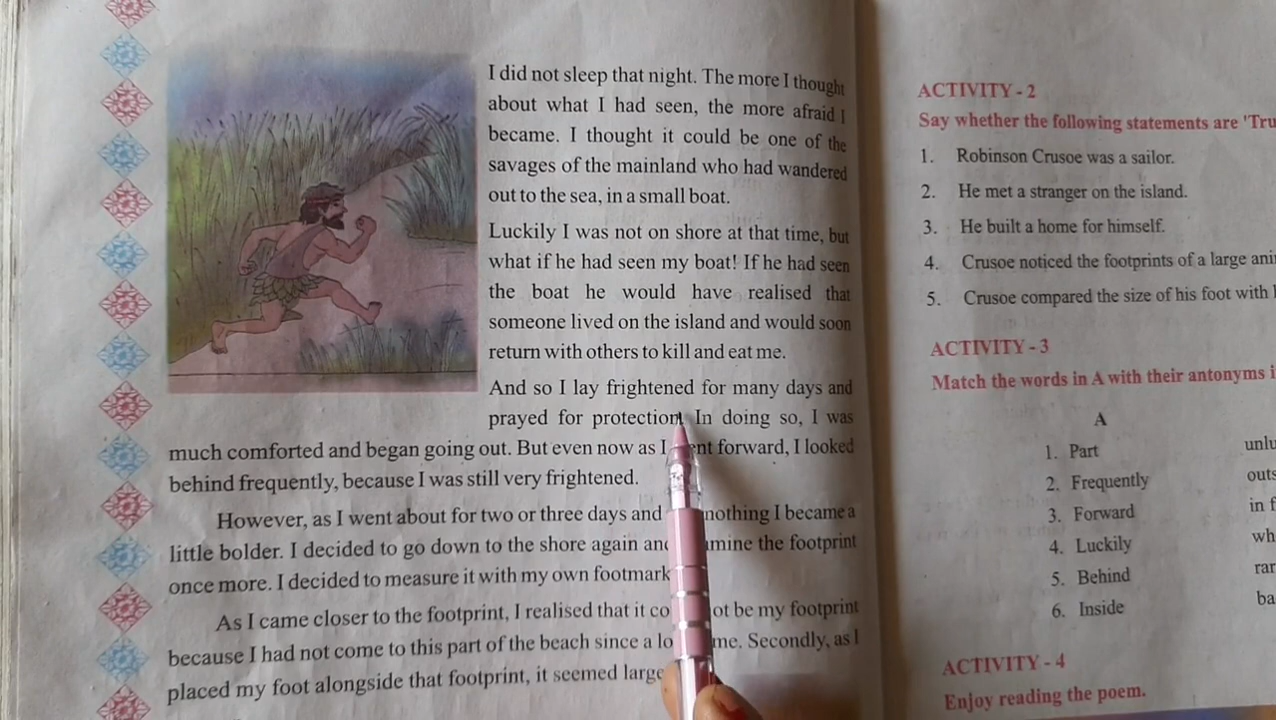 I did not sleep that night. The more I thought
about what I had seen, the more afraid I
became. I thought it could be one of the
savages of the mainland who had wandered
out to the sea, in a small boat.
Luckily I was not on shore at that time, but
what if he had seen my boat! If he had seen
the boat he would have realised that
someone lived on the island and would soon
return with others to kill and eat me.
And so I lay frightened for many days and
prayed for protection. In doing so, I was
much comforted and began going out. But even now as I forward, I looked
behind frequently, because I was still very frightened.
However, as I went about for two or three days and nothing I became a
little bolder. I decided to go down to the shore again and the footprint
once more. I decided to measure it with my own footmark
As I came closer to the footprint, I realised that it be my footprint
because I had not come to this part of the beach since a Secondly, as I
placed my foot alongside that footprint, it seemed large
ACTIVITY - 2
Say whether the following statements are 'Tru
1. Robinson Crusoe was a sailor.
2. He met a stranger on the island.
3. He built a home for himself.
4. Crusoe noticed the footprints of a large ani
5. Crusoe compared the size of his foot with
ACTIVITY - 3
Match the words in A with their antonyms i
A
1. Part unlu
2. Frequently outs
3. Forward in f
4. Luckily wh
5. Behind rar
6. Inside ba
ACTIVITY - 4
Enjoy reading the poem.